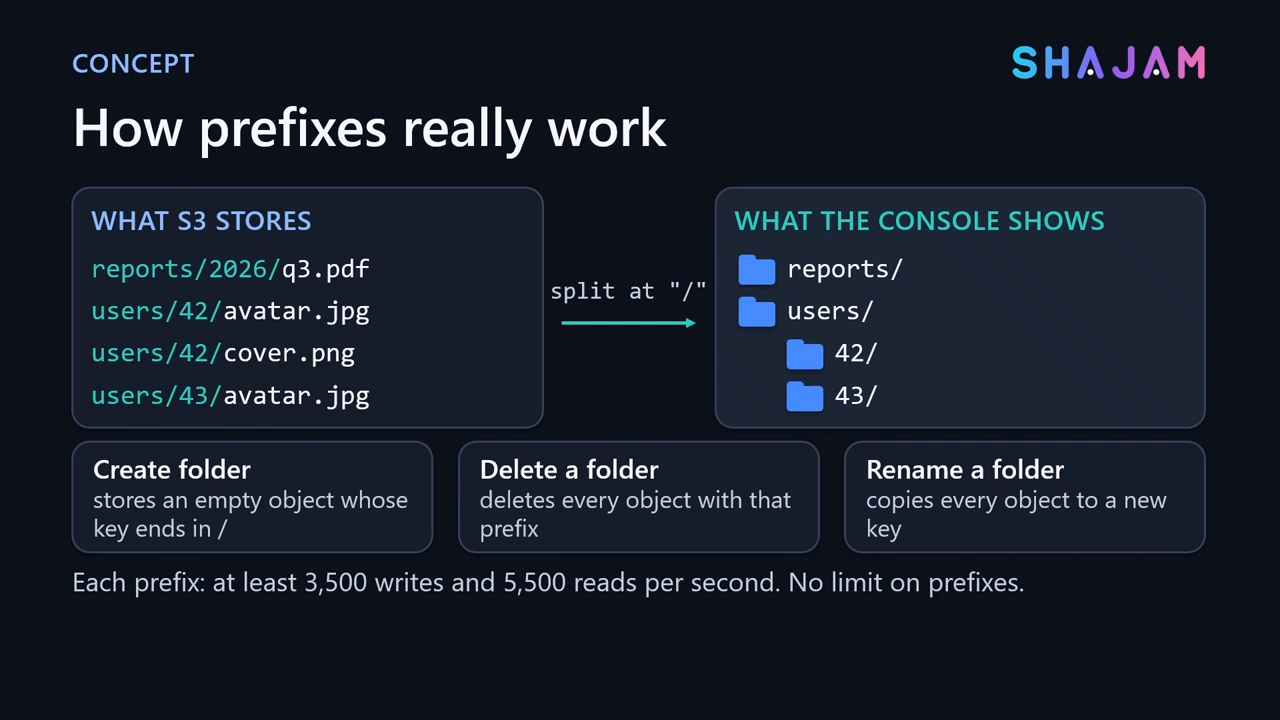 CONCEPT
SHAJAM
How prefixes really work
WHAT S3 STORES
reports/2026/q3.pdf
users/42/avatar.jpg
users/42/cover.png
users/43/avatar.jpg
split at "/"
WHAT THE CONSOLE SHOWS
reports/
users/
42/
43/
Create folder
stores an empty object whose
key ends in /
Delete a folder
deletes every object with that
prefix
Rename a folder
copies every object to a new
key
Each prefix: at least 3,500 writes and 5,500 reads per second. No limit on prefixes.